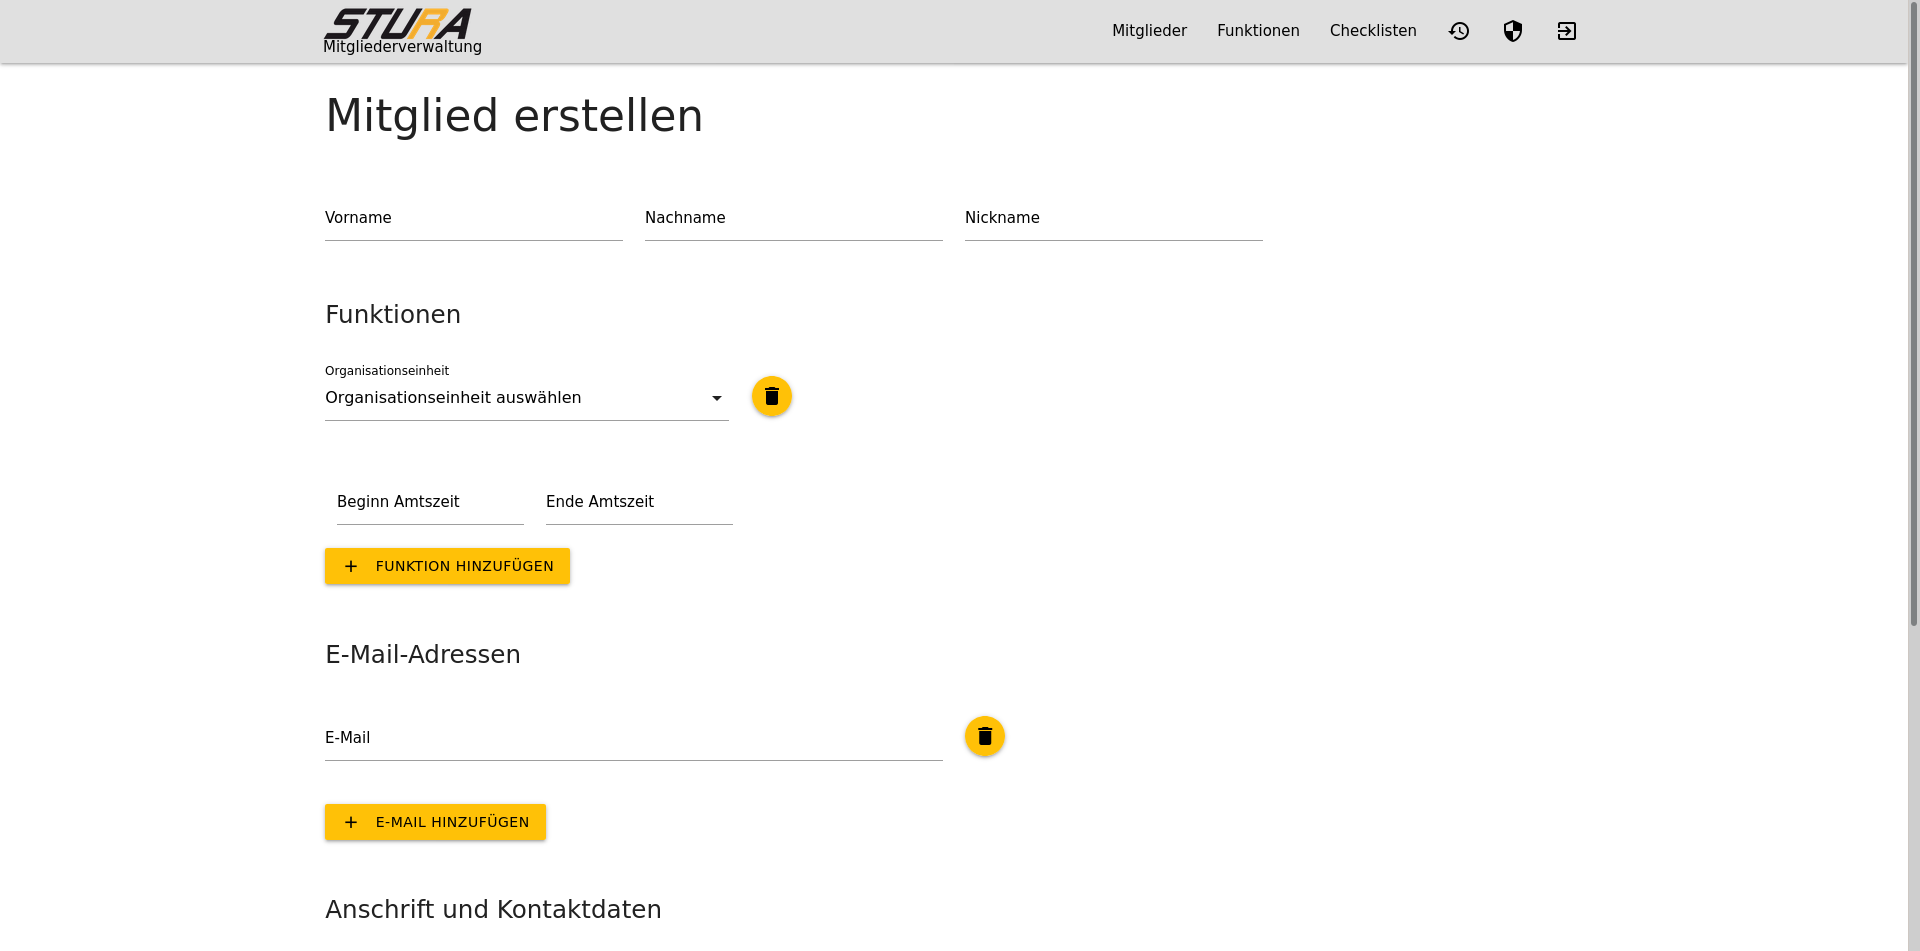 STURA
Mitgliederverwaltung
Mitglieder
Funktionen
Checklisten
Mitglied erstellen
Vorname
Nachname
Nickname
Funktionen
Organisationseinheit
Organisationseinheit auswählen
Beginn Amtszeit
Ende Amtszeit
FUNKTION HINZUFÜGEN
E-Mail-Adressen
E-Mail
E-MAIL HINZUFÜGEN
Anschrift und Kontaktdaten